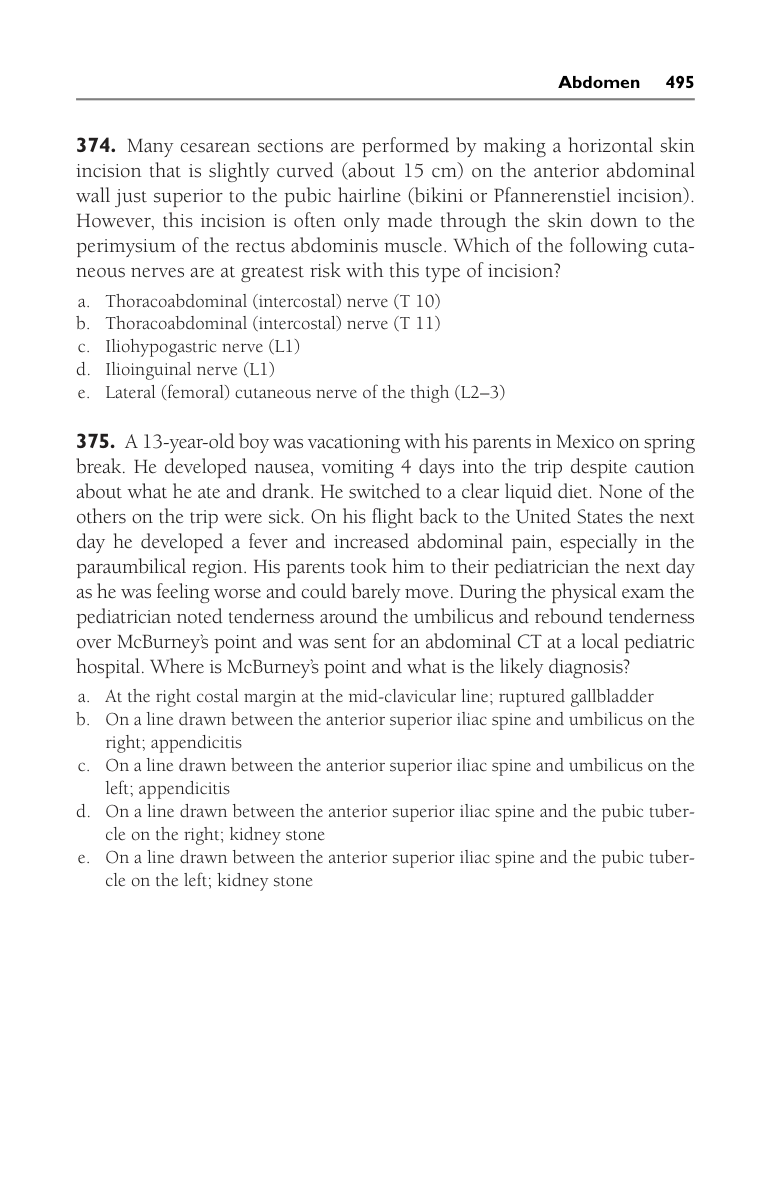 Abdomen 495
374. Many cesarean sections are performed by making a horizontal skin
incision that is slightly curved (about 15 cm) on the anterior abdominal
wall just superior to the pubic hairline (bikini or Pfannerenstiel incision).
However, this incision is often only made through the skin down to the
perimysium of the rectus abdominis muscle. Which of the following cuta-
neous nerves are at greatest risk with this type of incision?
a. Thoracoabdominal (intercostal) nerve (T 10)
b. Thoracoabdominal (intercostal) nerve (T 11)
c. Iliohypogastric nerve (L1)
d. Ilioinguinal nerve (L1)
e. Lateral (femoral) cutaneous nerve of the thigh (L2–3)
375. A 13-year-old boy was vacationing with his parents in Mexico on spring
break. He developed nausea, vomiting 4 days into the trip despite caution
about what he ate and drank. He switched to a clear liquid diet. None of the
others on the trip were sick. On his flight back to the United States the next
day he developed a fever and increased abdominal pain, especially in the
paraumbilical region. His parents took him to their pediatrician the next day
as he was feeling worse and could barely move. During the physical exam the
pediatrician noted tenderness around the umbilicus and rebound tenderness
over McBurney's point and was sent for an abdominal CT at a local pediatric
hospital. Where is McBurney's point and what is the likely diagnosis?
a. At the right costal margin at the mid-clavicular line; ruptured gallbladder
b. On a line drawn between the anterior superior iliac spine and umbilicus on the
right; appendicitis
c. On a line drawn between the anterior superior iliac spine and umbilicus on the
left; appendicitis
d. On a line drawn between the anterior superior iliac spine and the pubic tuber-
cle on the right; kidney stone
e. On a line drawn between the anterior superior iliac spine and the pubic tuber-
cle on the left; kidney stone